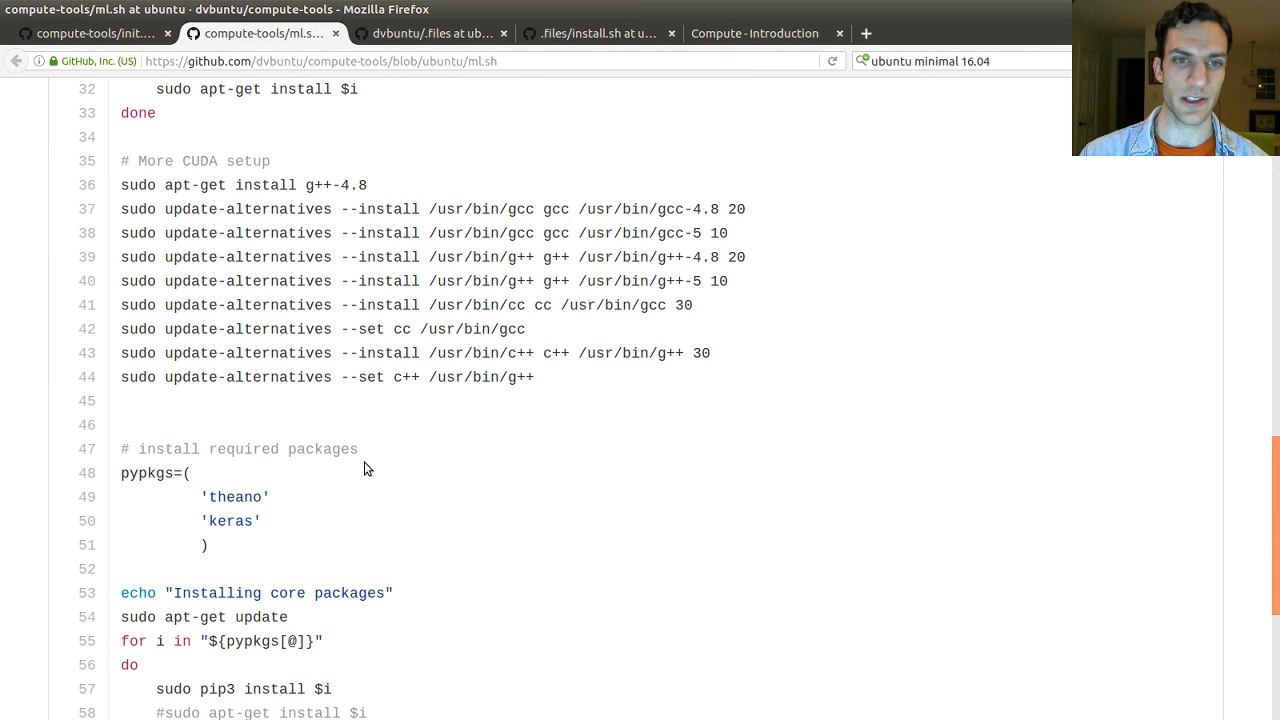 compute-tools/ml.sh at ubuntu · dvbuntu/compute-tools - Mozilla Firefox
compute-tools/init.... × compute-tools/ml.s... × dvbuntu/.files at ub... × .files/install.sh at u... × Compute - Introduction ×
GitHub, Inc. (US) https://github.com/dvbuntu/compute-tools/blob/ubuntu/ml.sh ubuntu minimal 16.04
32 sudo apt-get install $i
33 done
34
35 # More CUDA setup
36 sudo apt-get install g++-4.8
37 sudo update-alternatives --install /usr/bin/gcc gcc /usr/bin/gcc-4.8 20
38 sudo update-alternatives --install /usr/bin/gcc gcc /usr/bin/gcc-5 10
39 sudo update-alternatives --install /usr/bin/g++ g++ /usr/bin/g++-4.8 20
40 sudo update-alternatives --install /usr/bin/g++ g++ /usr/bin/g++-5 10
41 sudo update-alternatives --install /usr/bin/cc cc /usr/bin/gcc 30
42 sudo update-alternatives --set cc /usr/bin/gcc
43 sudo update-alternatives --install /usr/bin/c++ c++ /usr/bin/g++ 30
44 sudo update-alternatives --set c++ /usr/bin/g++
45
46
47 # install required packages
48 pypkgs=(
49 'theano'
50 'keras'
51 )
52
53 echo "Installing core packages"
54 sudo apt-get update
55 for i in "${pypkgs[@]}"
56 do
57 sudo pip3 install $i
58 #sudo apt-get install $i